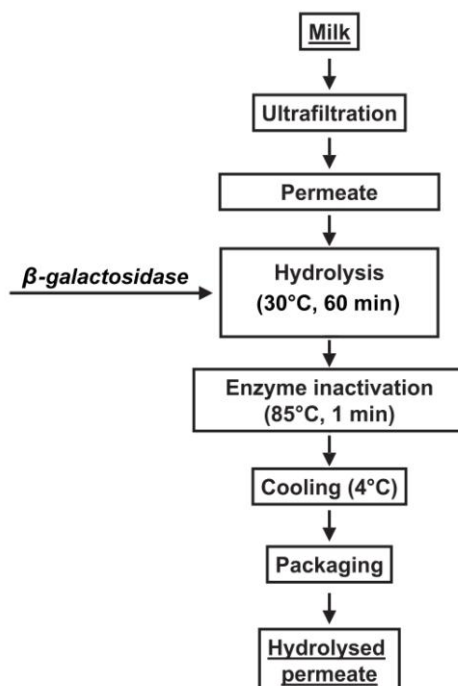 Milk
Ultrafiltration
Permeate
β-galactosidase
Hydrolysis
(30°C, 60 min)
Enzyme inactivation
(85°C, 1 min)
Cooling (4°C)
Packaging
Hydrolysed
permeate